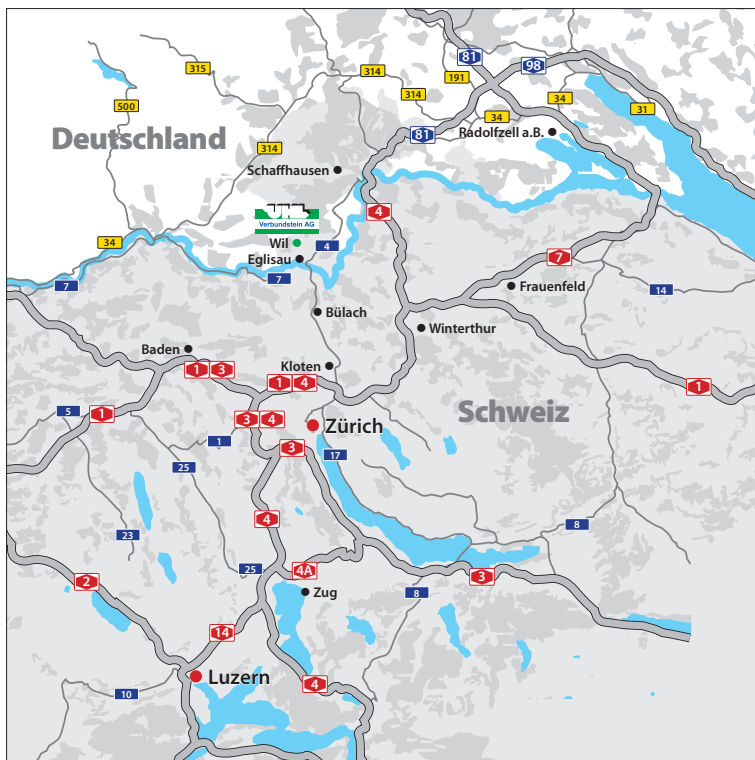 81
98
315
314
191
500
314
34
31
34
81
Radolfzell a.B.
Deutschland
314
Schaffhausen
4
Verbundstein AG
34
Wil
4
Eglisau
7
7
7
14
Frauenfeld
Bülach
Winterthur
Baden
Kloten
1
3
1
4
1
5
1
Schweiz
3
4
Zürich
1
3
17
25
4
8
23
2
25
4A
3
Zug
8
14
Luzern
4
10